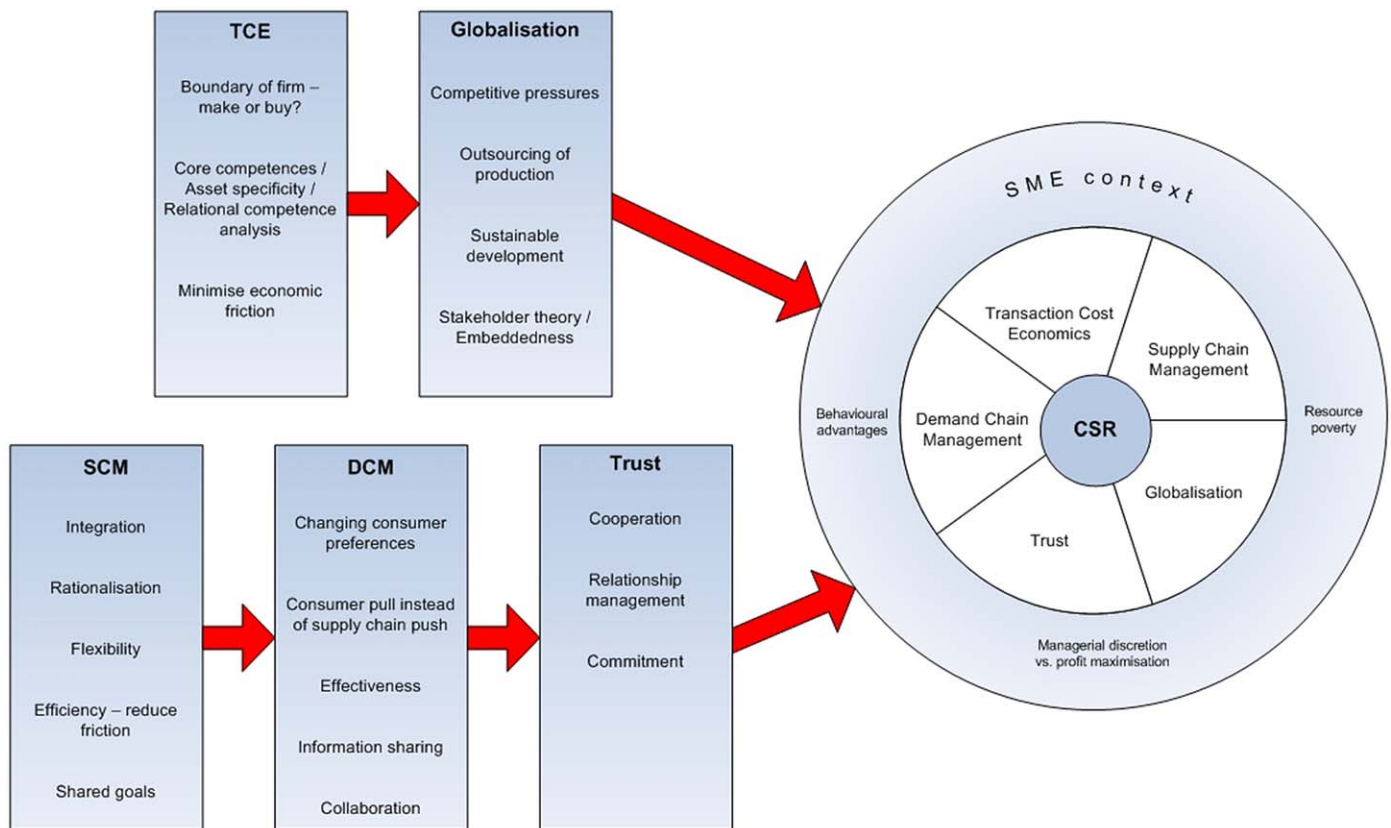 TCE
Boundary of firm –
make or buy?
Core competences /
Asset specificity /
Relational competence
analysis
Minimise economic
friction
Globalisation
Competitive pressures
Outsourcing of
production
Sustainable
development
Stakeholder theory /
Embeddedness
SCM
Integration
Rationalisation
Flexibility
Efficiency – reduce
friction
Shared goals
DCM
Changing consumer
preferences
Consumer pull instead
of supply chain push
Effectiveness
Information sharing
Collaboration
Trust
Cooperation
Relationship
management
Commitment
SME context
Transaction Cost
Economics
Supply Chain
Management
Behavioural
advantages
Demand Chain
Management
CSR
Resource
poverty
Globalisation
Trust
Managerial discretion
vs. profit maximisation